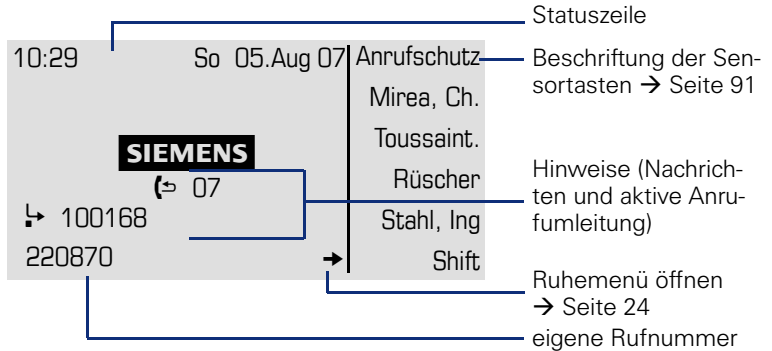 Statuszeile
10:29 So 05.Aug 07 Anrufschutz
Beschriftung der Sen-
sortasten → Seite 91
Mirea, Ch.
Toussaint.
SIEMENS
07
Rüscher
Hinweise (Nachrich-
ten und aktive Anru-
fumleitung)
100168
Stahl, Ing
220870 → Shift
Ruhemenü öffnen
→ Seite 24
eigene Rufnummer